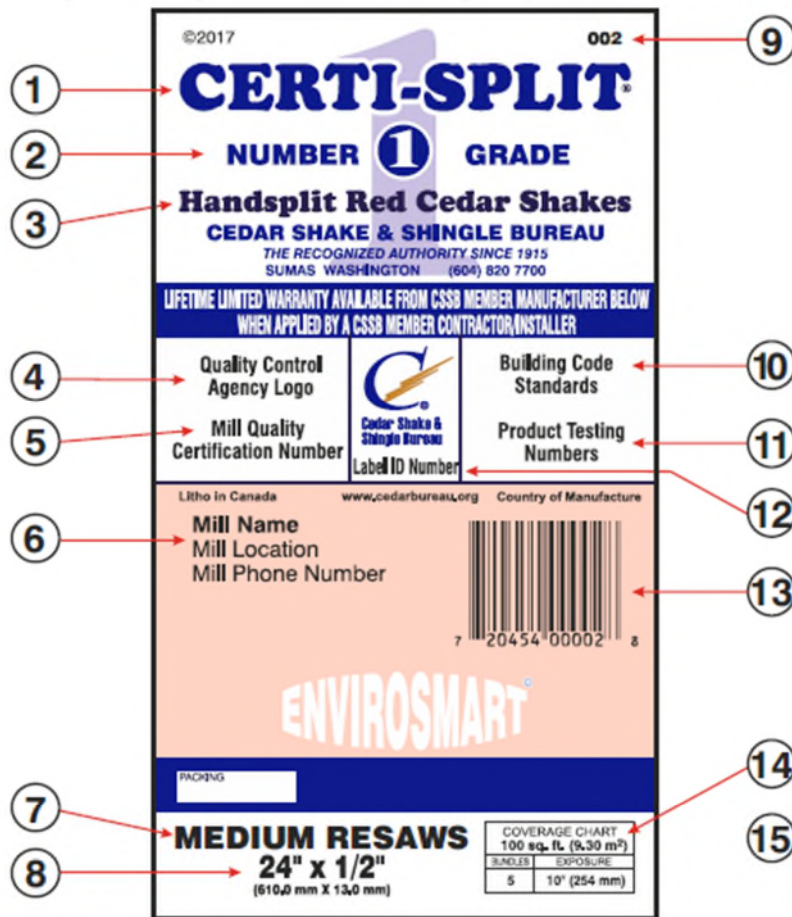 ©2017 002 9
1 CERTI-SPLIT®
2 NUMBER 1 GRADE
3 Handsplit Red Cedar Shakes
CEDAR SHAKE & SHINGLE BUREAU
THE RECOGNIZED AUTHORITY SINCE 1915
SUMAS WASHINGTON (604) 820 7700
LIFETIME LIMITED WARRANTY AVAILABLE FROM CSSB MEMBER MANUFACTURER BELOW
WHEN APPLIED BY A CSSB MEMBER CONTRACTOR/INSTALLER
4 Quality Control
Agency Logo
5 Mill Quality
Certification Number
C®
Cedar Shake &
Shingle Bureau
Label ID Number
Building Code
Standards 10
Product Testing
Numbers 11
12
Litho in Canada www.cedarbureau.org Country of Manufacture
6 Mill Name
Mill Location
Mill Phone Number
13
7 20454 00002 8
ENVIROSMART©
PACKING
14
7 MEDIUM RESAWS
8 24" x 1/2"
(610.0 mm X 13.0 mm)
COVERAGE CHART
100 sq. ft. (9.30 m²)
BUNDLES EXPOSURE
5 10" (254 mm)
15